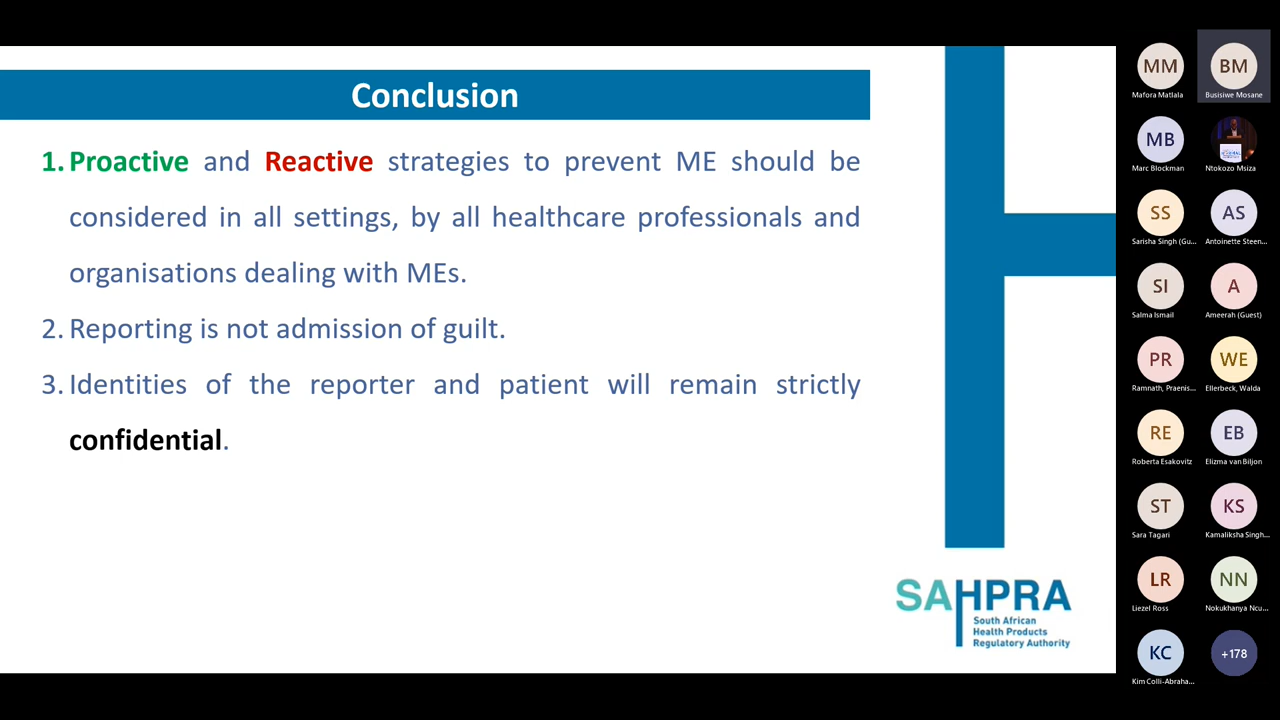 Conclusion
1. Proactive and Reactive strategies to prevent ME should be
considered in all settings, by all healthcare professionals and
organisations dealing with MEs.
2. Reporting is not admission of guilt.
3. Identities of the reporter and patient will remain strictly
confidential.
SAHPRA
South African
Health Products
Regulatory Authority
MM
Mafora Matlala
BM
Busisiwe Mosane
MB
Marc Blockman
Ntokozo Msiza
SS
Sarisha Singh (Gu...
AS
Antoinette Steen...
SI
Salma Ismail
A
Ameerah (Guest)
PR
Ramnath, Praenis...
WE
Ellerbeck, Walda
RE
Roberta Esakovitz
EB
Elizma van Biljon
ST
Sara Tagari
KS
Kamaliksha Singh...
LR
Liezel Ross
NN
Nokukhanya Ncu...
KC
Kim Colli-Abraha...
+178